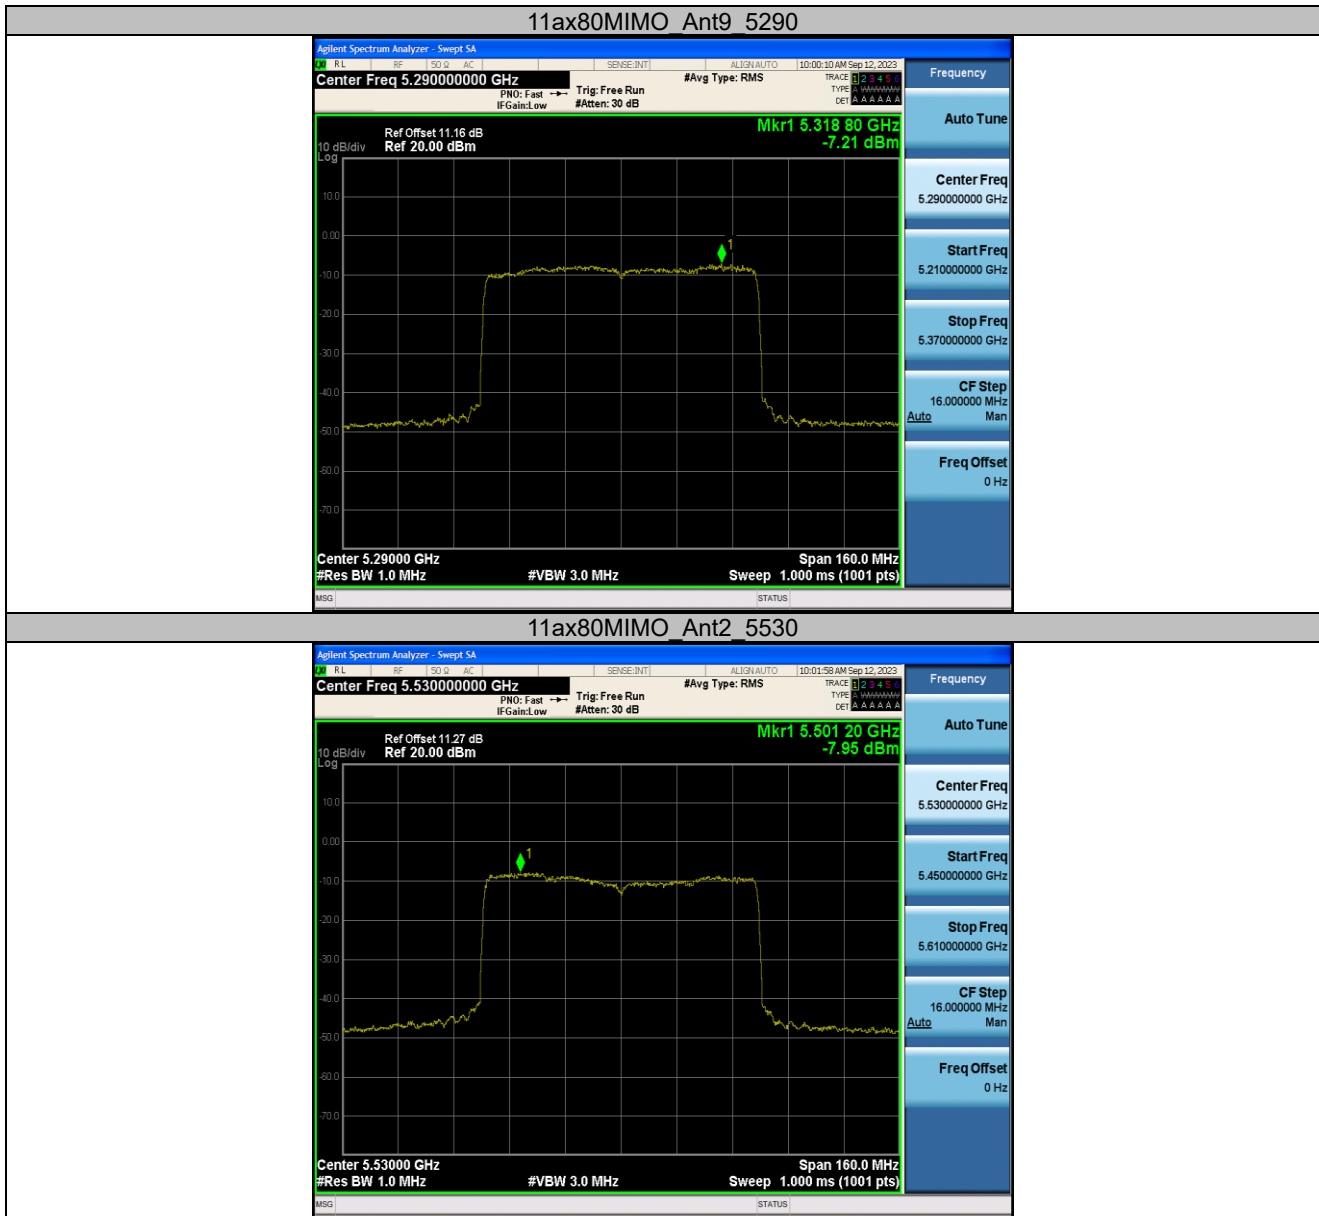 11ax80MIMO_Ant9_5290
Agilent Spectrum Analyzer - Swept SA
RL RF 50 Ω AC SENSE:INT ALIGN AUTO 10:00:10 AM Sep 12, 2023
Center Freq 5.290000000 GHz #Avg Type: RMS TRACE 1 2 3 4 5 6
PNO: Fast Trig: Free Run TYPE
IFGain:Low #Atten: 30 dB DET A A A A A A
Frequency
Auto Tune
Center Freq
5.290000000 GHz
Start Freq
5.210000000 GHz
Stop Freq
5.370000000 GHz
CF Step
16.000000 MHz
Auto Man
Freq Offset
0 Hz
Mkr1 5.318 80 GHz
-7.21 dBm
Ref Offset 11.16 dB
10 dB/div Ref 20.00 dBm
Log
10.0
0.00
-10.0
-20.0
-30.0
-40.0
-50.0
-60.0
-70.0
1
Center 5.29000 GHz Span 160.0 MHz
#Res BW 1.0 MHz #VBW 3.0 MHz Sweep 1.000 ms (1001 pts)
MSG STATUS
11ax80MIMO_Ant2_5530
Agilent Spectrum Analyzer - Swept SA
RL RF 50 Ω AC SENSE:INT ALIGN AUTO 10:01:58 AM Sep 12, 2023
Center Freq 5.530000000 GHz #Avg Type: RMS TRACE 1 2 3 4 5 6
PNO: Fast Trig: Free Run TYPE
IFGain:Low #Atten: 30 dB DET A A A A A A
Frequency
Auto Tune
Center Freq
5.530000000 GHz
Start Freq
5.450000000 GHz
Stop Freq
5.610000000 GHz
CF Step
16.000000 MHz
Auto Man
Freq Offset
0 Hz
Mkr1 5.501 20 GHz
-7.95 dBm
Ref Offset 11.27 dB
10 dB/div Ref 20.00 dBm
Log
10.0
0.00
-10.0
-20.0
-30.0
-40.0
-50.0
-60.0
-70.0
1
Center 5.53000 GHz Span 160.0 MHz
#Res BW 1.0 MHz #VBW 3.0 MHz Sweep 1.000 ms (1001 pts)
MSG STATUS